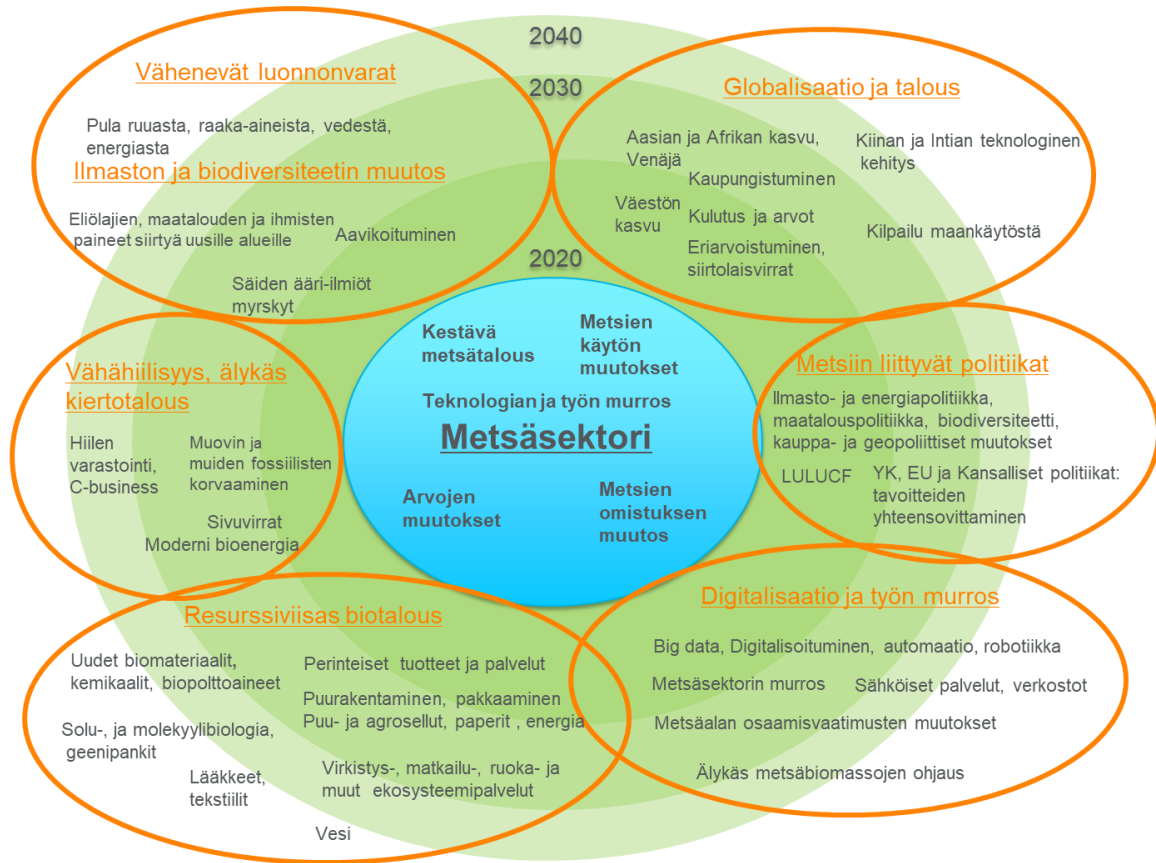 2040
2030
2020
Vähenevät luonnonvarat
Pula ruuasta, raaka-aineista, vedestä,
energiasta
Ilmaston ja biodiversiteetin muutos
Eliölajien, maatalouden ja ihmisten
paineet siirtyä uusille alueille
Aavikoituminen
Säiden ääri-ilmiöt
myrskyt
Globalisaatio ja talous
Aasian ja Afrikan kasvu,
Venäjä
Kiinan ja Intian teknologinen
kehitys
Kaupungistuminen
Väestön
kasvu
Kulutus ja arvot
Kilpailu maankäytöstä
Eriarvoistuminen,
siirtolaisvirrat
Kestävä
metsätalous
Metsien
käytön
muutokset
Teknologian ja työn murros
Metsäsektori
Arvojen
muutokset
Metsien
omistuksen
muutos
Vähähiilisyys, älykäs
kiertotalous
Hiilen
varastointi,
C-business
Muovin ja
muiden fossiilisten
korvaaminen
Sivuvirrat
Moderni bioenergia
Metsiin liittyvät politiikat
Ilmasto- ja energiapolitiikka,
maatalouspolitiikka, biodiversiteetti,
kauppa- ja geopoliittiset muutokset
LULUCF
YK, EU ja Kansalliset politiikat:
tavoitteiden
yhteensovittaminen
Resurssiviisas biotalous
Uudet biomateriaalit,
kemikaalit, biopolttoaineet
Perinteiset tuotteet ja palvelut
Puurakentaminen, pakkaaminen
Puu- ja agrosellut, paperit , energia
Solu-, ja molekyylibiologia,
geenipankit
Lääkkeet,
tekstiilit
Virkistys-, matkailu-, ruoka- ja
muut ekosysteemipalvelut
Vesi
Digitalisaatio ja työn murros
Big data, Digitalisoituminen, automaatio, robotiikka
Metsäsektorin murros
Sähköiset palvelut, verkostot
Metsäalan osaamisvaatimusten muutokset
Älykäs metsäbiomassojen ohjaus